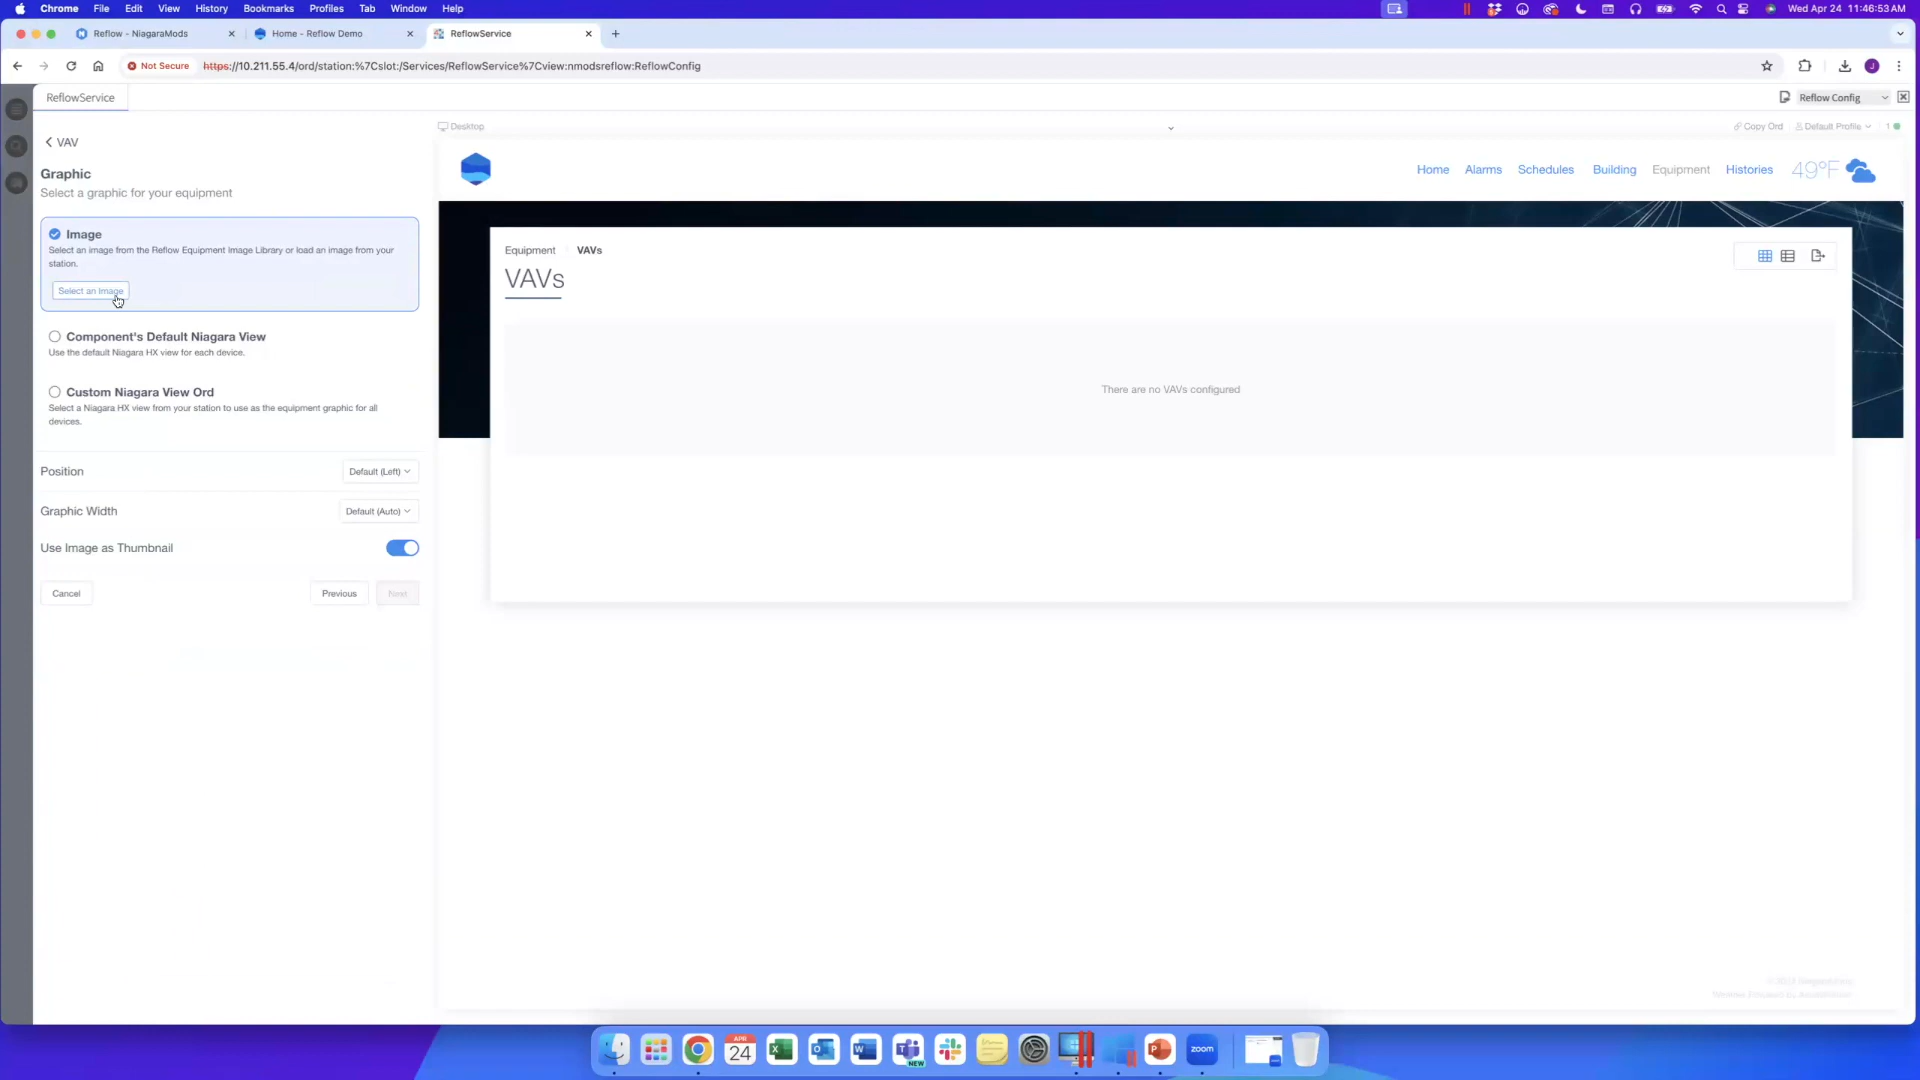 Chrome File Edit View History Bookmarks Profiles Tab Window Help Wed Apr 24 11:46:53 AM
Reflow - NiagaraMods Home - Reflow Demo ReflowService
Not Secure https://10.211.55.4/ord/station:%7Cslot:/Services/ReflowService%7Cview:nmodsreflow:ReflowConfig
ReflowService Reflow Config
Desktop Copy Ord Default Profile 1
VAV
Graphic
Select a graphic for your equipment
Image
Select an image from the Reflow Equipment Image Library or load an image from your
station.
Select an Image
Component's Default Niagara View
Use the default Niagara HX view for each device.
Custom Niagara View Ord
Select a Niagara HX view from your station to use as the equipment graphic for all
devices.
Position Default (Left)
Graphic Width Default (Auto)
Use Image as Thumbnail
Cancel Previous Next
Home Alarms Schedules Building Equipment Histories 49°F
Equipment VAVs
VAVs
There are no VAVs configured
APR
24
NEW
zoom